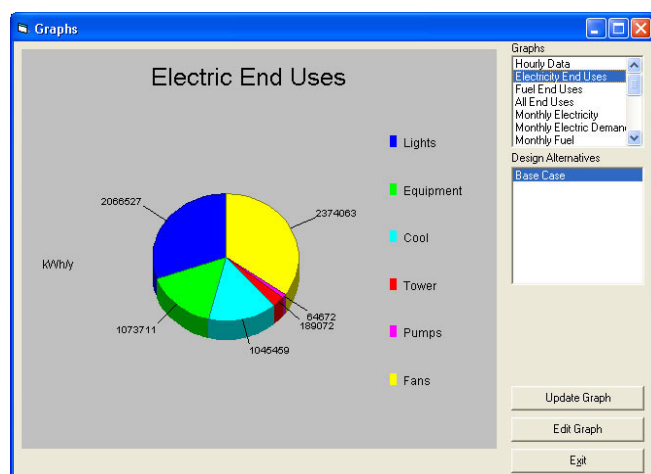 Graphs
Electric End Uses
Lights
Equipment
Cool
Tower
Pumps
Fans
kWh/y
2066527
2374063
64672
189072
1045459
1073711
Graphs
Hourly Data
Electricity End Uses
Fuel End Uses
All End Uses
Monthly Electricity
Monthly Electric Deman
Monthly Fuel
Design Alternatives
Base Case
Update Graph
Edit Graph
Exit